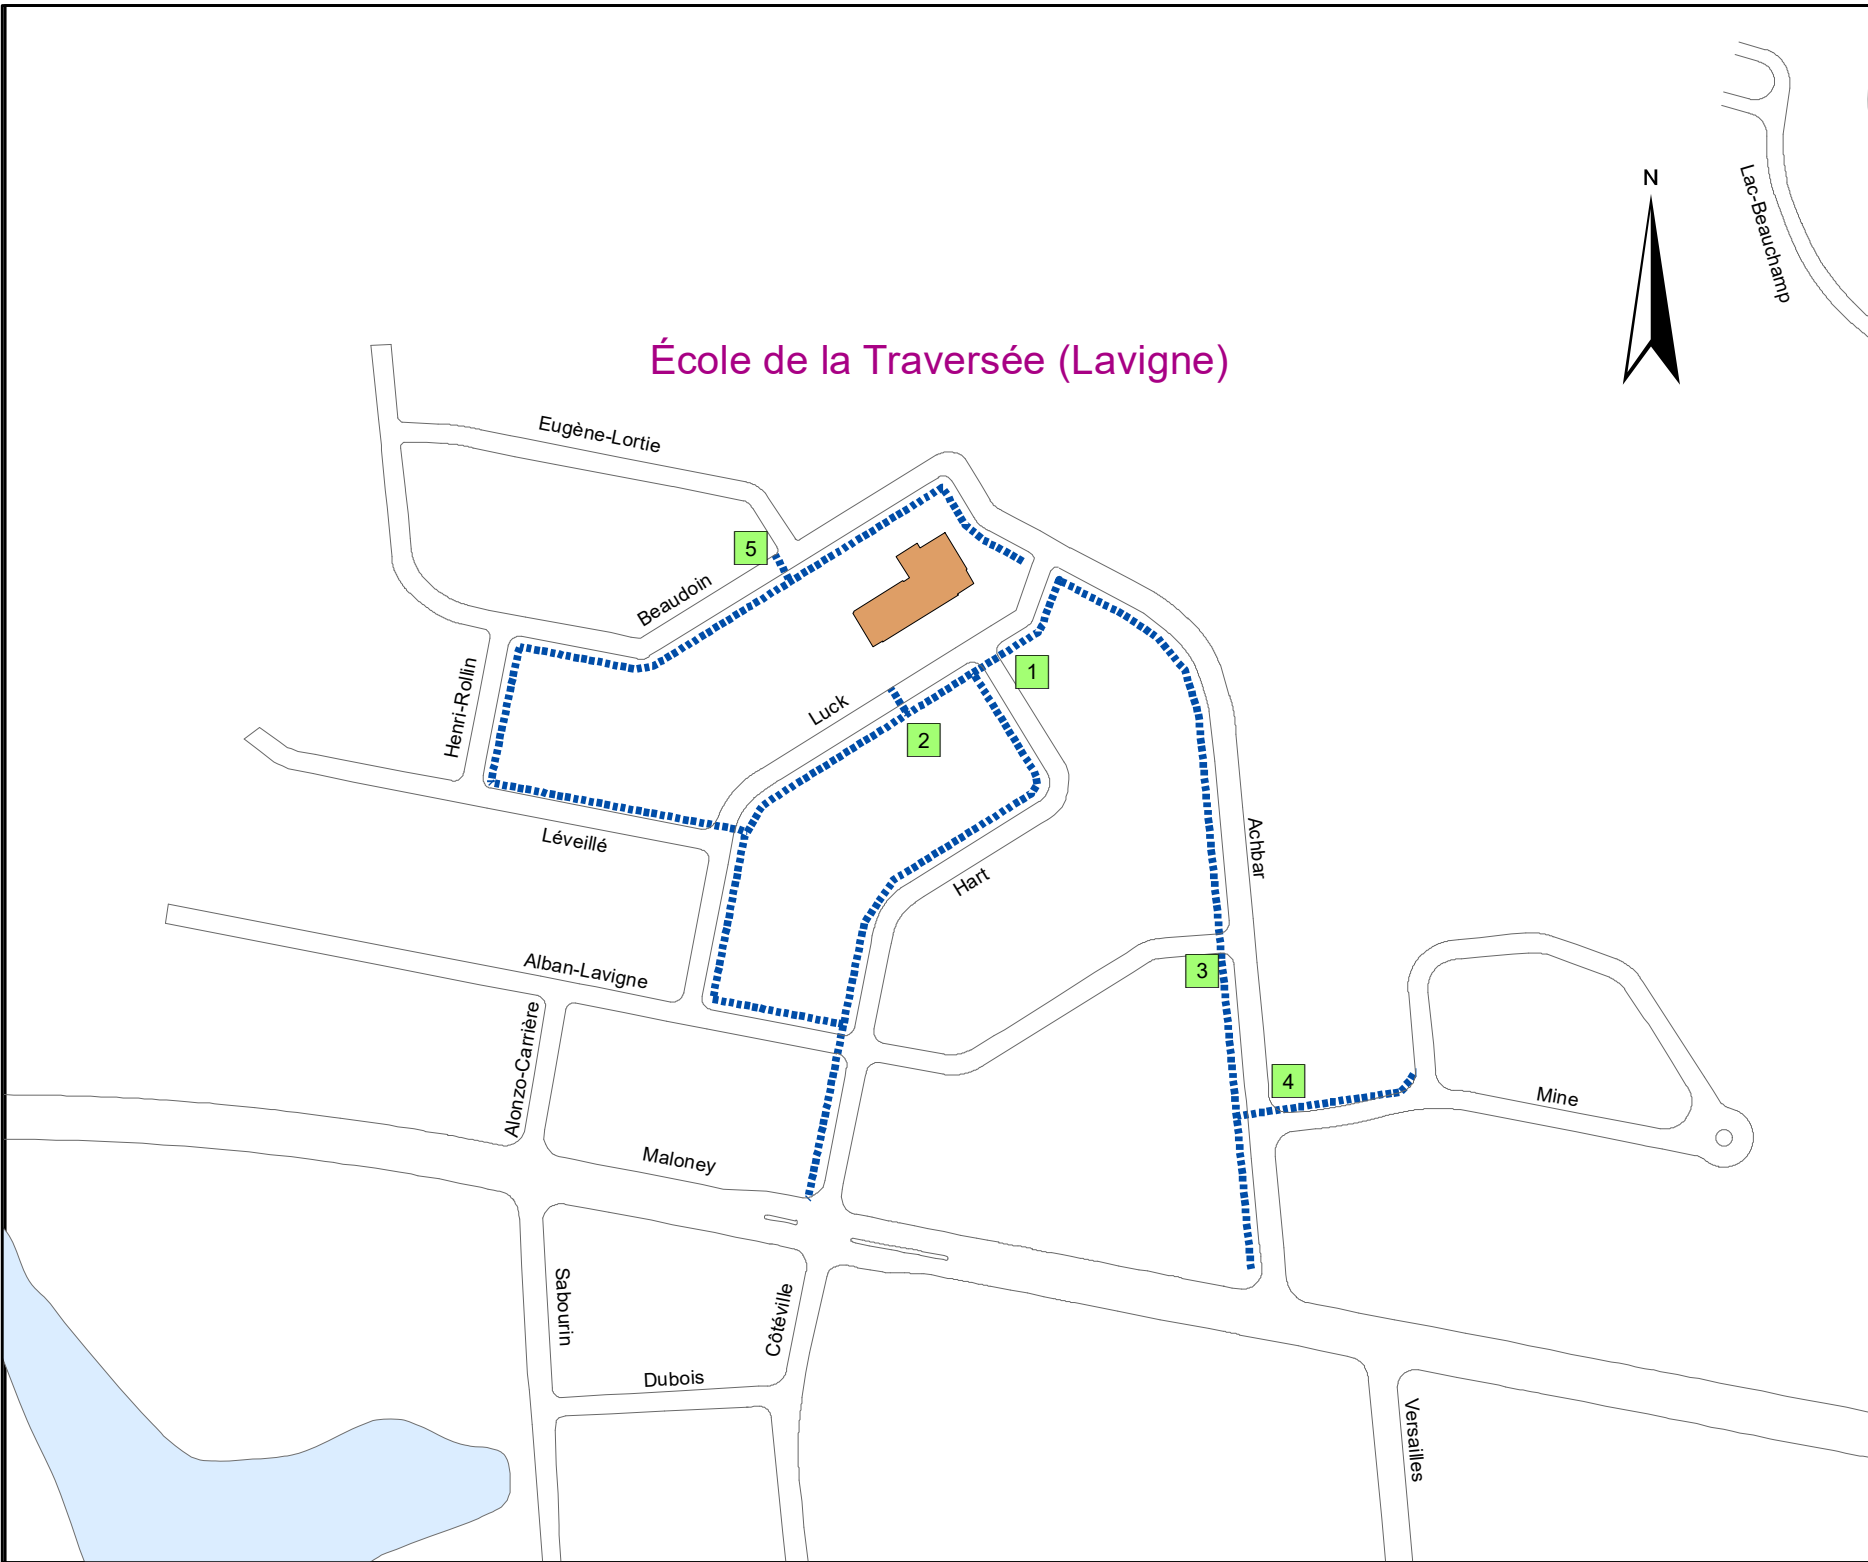 Lac-Beauchamp
N
École de la Traversée (Lavigne)
Eugène-Lortie
5
Beaudoin
1
Henri-Rollin
Luck
2
Léveillé
Achbar
Hart
Alban-Lavigne
3
Alonzo-Carrière
4
Mine
Maloney
Sabourin
Côtéville
Dubois
Versailles